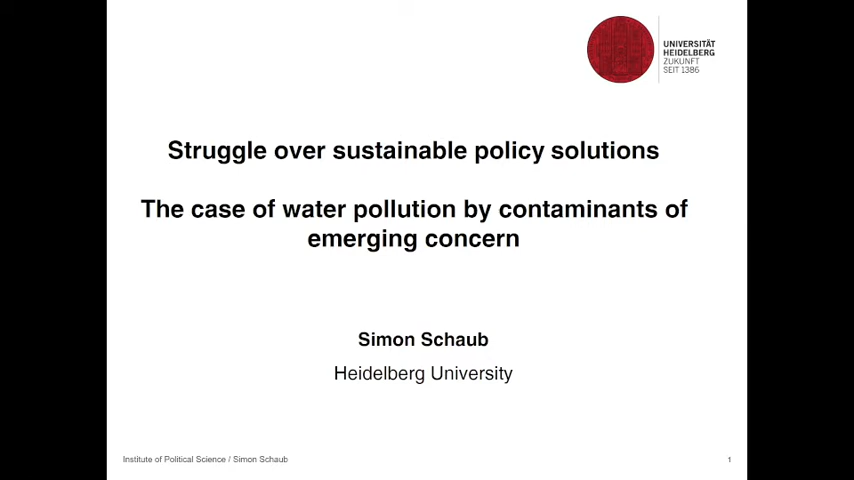 UNIVERSITÄT
HEIDELBERG
ZUKUNFT
SEIT 1386
Struggle over sustainable policy solutions
The case of water pollution by contaminants of
emerging concern
Simon Schaub
Heidelberg University
Institute of Political Science / Simon Schaub
1